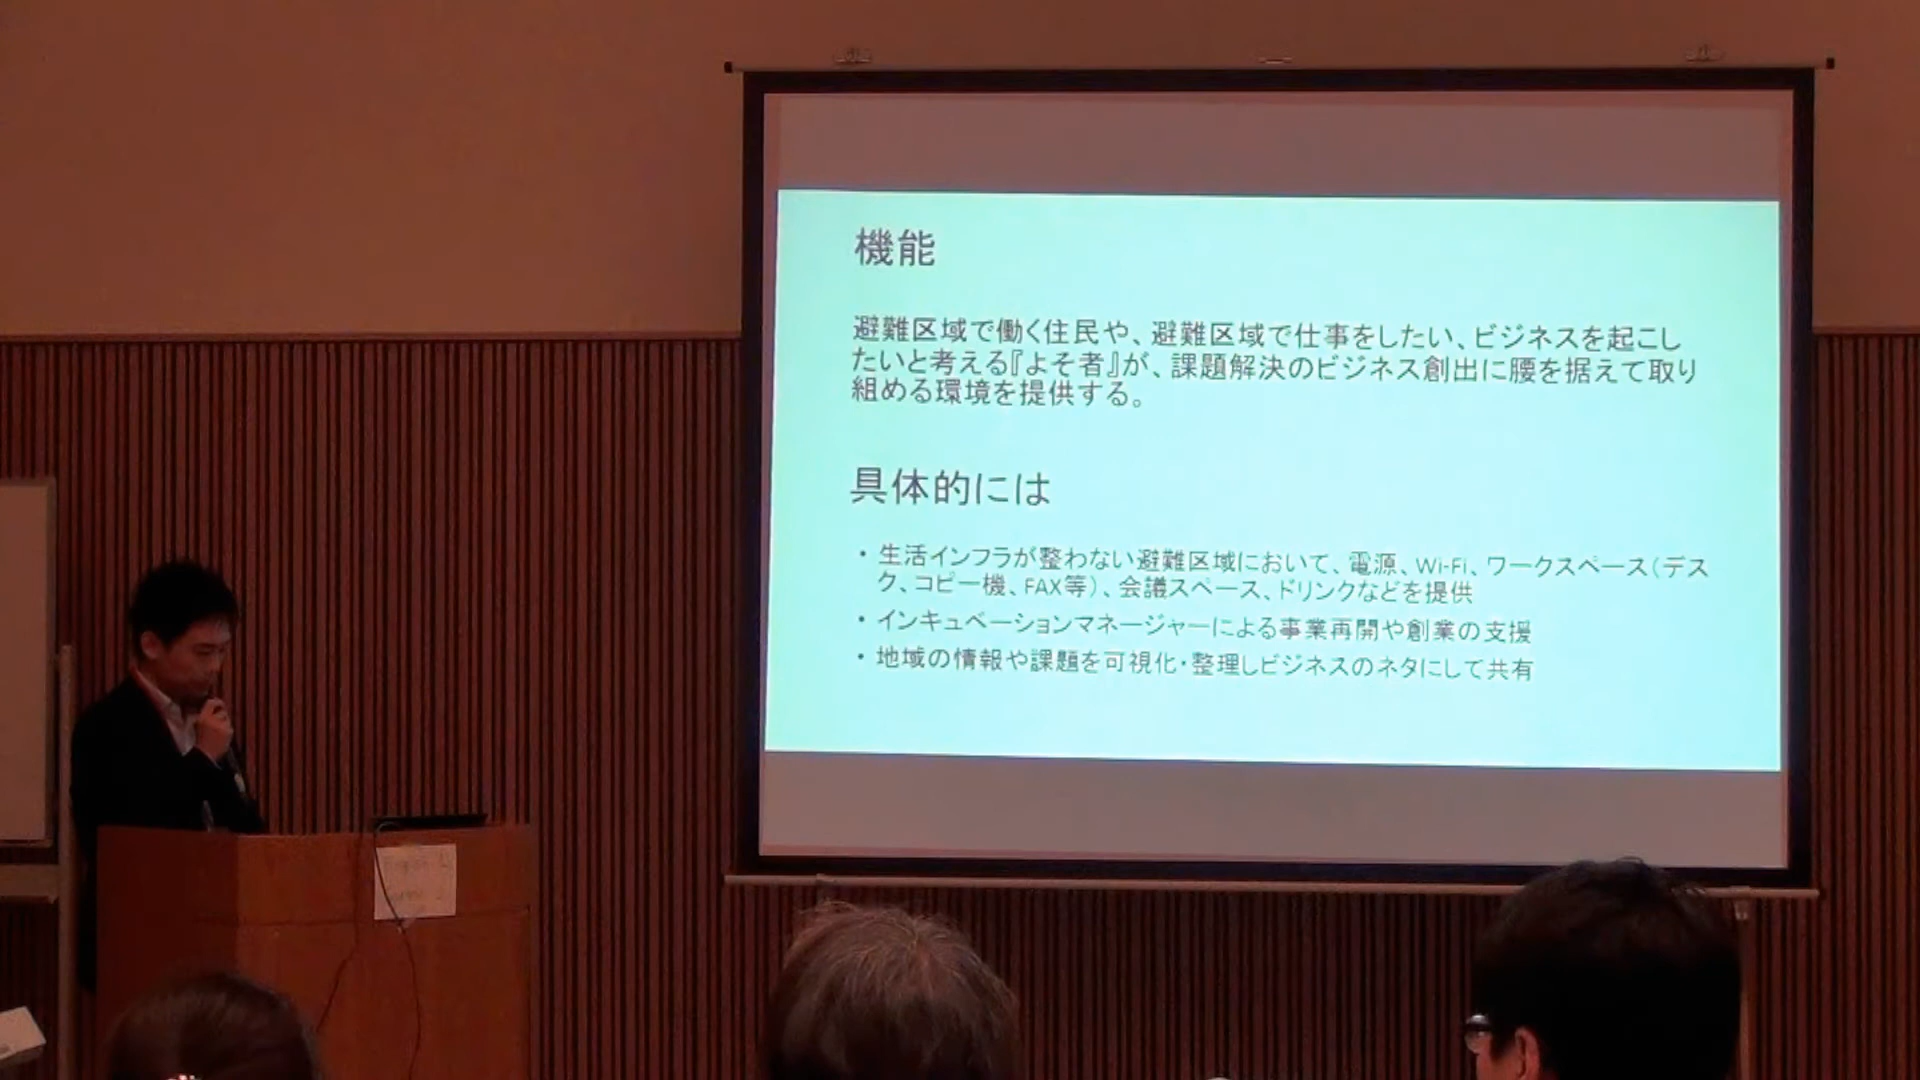 機能
避難区域で働く住民や、避難区域で仕事をしたい、ビジネスを起こし
たいと考える『よそ者』が、課題解決のビジネス創出に腰を据えて取り
組める環境を提供する。
具体的には
・生活インフラが整わない避難区域において、電源、Wi-Fi、ワークスペース（デス
ク、コピー機、FAX等）、会議スペース、ドリンクなどを提供
・インキュベーションマネージャーによる事業再開や創業の支援
・地域の情報や課題を可視化・整理しビジネスのネタにして共有